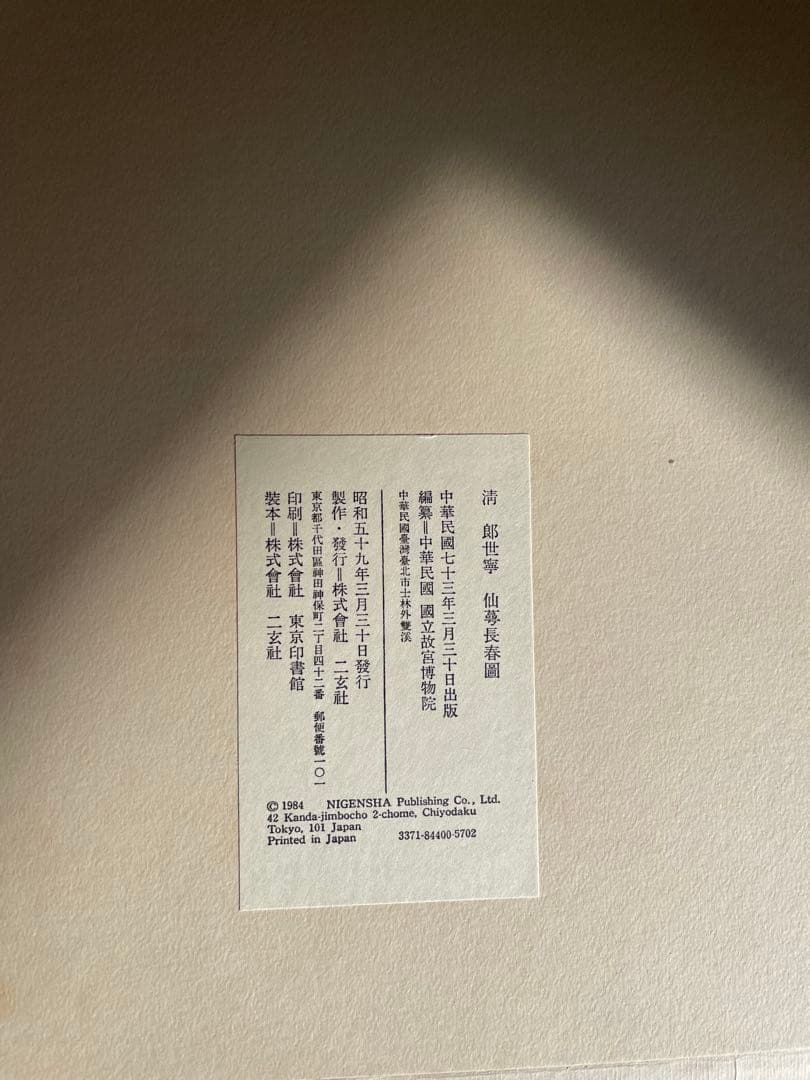 清　郎世寧　仙萼長春圖
中華民國七十三年三月三十日出版
編纂＝中華民國　國立故宮博物院
中華民國臺灣臺北市士林外雙溪
昭和五十九年三月三十日發行
製作・發行＝株式會社　二玄社
東京都千代田區神田神保町二丁目四十二番　郵便番號一〇一
印刷＝株式會社　東京印書館
裝本＝株式會社　二玄社
© 1984　NIGENSHA Publishing Co., Ltd.
42 Kanda-jimbocho 2-chome, Chiyodaku
Tokyo, 101 Japan
Printed in Japan　3371-84400-5702